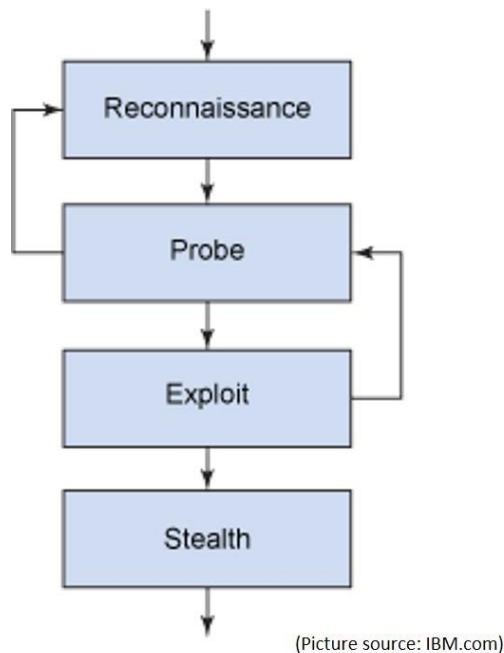 Reconnaissance
Probe
Exploit
Stealth
(Picture source: IBM.com)